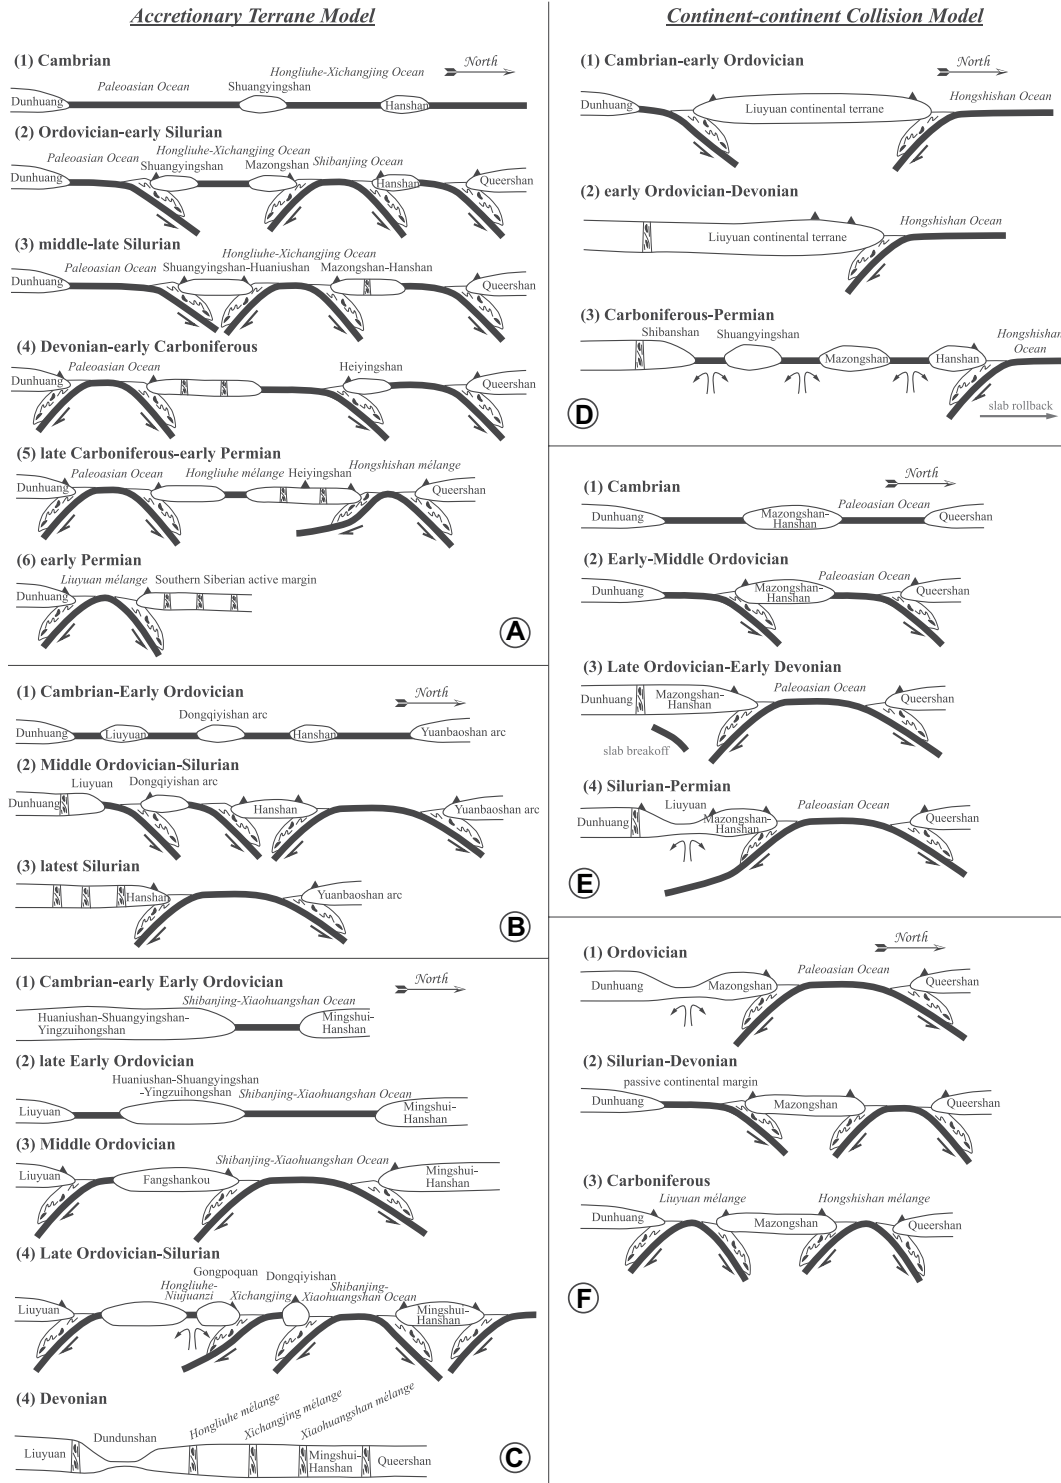 Accretionary Terrane Model
(1) Cambrian
North
Hongliuhe-Xichangjing Ocean
Paleoasian Ocean
Shuangyingshan
Dunhuang
Hanshan
(2) Ordovician-early Silurian
Hongliuhe-Xichangjing Ocean
Paleoasian Ocean
Shuangyingshan
Mazongshan
Shibanjing Ocean
Dunhuang
Hanshan
Queershan
(3) middle-late Silurian
Hongliuhe-Xichangjing Ocean
Paleoasian Ocean
Shuangyingshan-Huaniushan
Mazongshan-Hanshan
Dunhuang
Queershan
(4) Devonian-early Carboniferous
Paleoasian Ocean
Heiyingshan
Dunhuang
Queershan
(5) late Carboniferous-early Permian
Paleoasian Ocean
Hongliuhe mélange
Heiyingshan
Hongshishan mélange
Dunhuang
Queershan
(6) early Permian
Liuyuan mélange
Southern Siberian active margin
Dunhuang
A
(1) Cambrian-Early Ordovician
North
Dongqiyishan arc
Dunhuang
Liuyuan
Hanshan
Yuanbaoshan arc
(2) Middle Ordovician-Silurian
Liuyuan
Dongqiyishan arc
Dunhuang
Hanshan
Yuanbaoshan arc
(3) latest Silurian
Hanshan
Yuanbaoshan arc
B
(1) Cambrian-early Early Ordovician
North
Shibanjing-Xiaohuangshan Ocean
Huaniushan-Shuangyingshan-
Yingzuihongshan
Mingshui-
Hanshan
(2) late Early Ordovician
Huaniushan-Shuangyingshan
-Yingzuihongshan
Shibanjing-Xiaohuangshan Ocean
Liuyuan
Mingshui-
Hanshan
(3) Middle Ordovician
Shibanjing-Xiaohuangshan Ocean
Liuyuan
Fangshankou
Mingshui-
Hanshan
(4) Late Ordovician-Silurian
Gongpoquan
Dongqiyishan
Hongliuhe-
Niujuanzi
Xichangjing
Shibanjing-
Xiaohuangshan Ocean
Liuyuan
Mingshui-
Hanshan
(4) Devonian
Hongliuhe mélange
Xichangjing mélange
Xiaohuangshan mélange
Dundunshan
Liuyuan
Mingshui-
Hanshan
Queershan
C
Continent-continent Collision Model
(1) Cambrian-early Ordovician
North
Hongshishan Ocean
Dunhuang
Liuyuan continental terrane
(2) early Ordovician-Devonian
Hongshishan Ocean
Liuyuan continental terrane
(3) Carboniferous-Permian
Shibanshan
Shuangyingshan
Hongshishan
Ocean
Mazongshan
Hanshan
slab rollback
D
(1) Cambrian
North
Paleoasian Ocean
Dunhuang
Mazongshan-
Hanshan
Queershan
(2) Early-Middle Ordovician
Paleoasian Ocean
Dunhuang
Mazongshan-
Hanshan
Queershan
(3) Late Ordovician-Early Devonian
Paleoasian Ocean
Dunhuang
Mazongshan-
Hanshan
Queershan
slab breakoff
(4) Silurian-Permian
Liuyuan
Paleoasian Ocean
Dunhuang
Mazongshan-
Hanshan
Queershan
E
(1) Ordovician
North
Paleoasian Ocean
Dunhuang
Mazongshan
Queershan
(2) Silurian-Devonian
passive continental margin
Dunhuang
Mazongshan
Queershan
(3) Carboniferous
Liuyuan mélange
Hongshishan mélange
Dunhuang
Mazongshan
Queershan
F